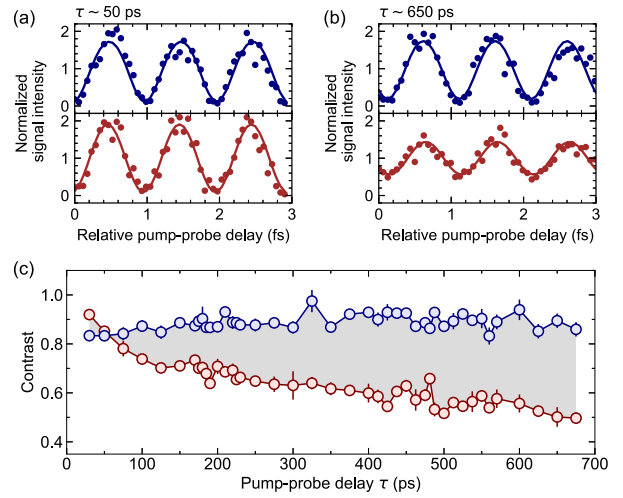 (a) τ ~ 50 ps (b) τ ~ 650 ps
2 2
1 1
0 0
Normalized signal intensity Normalized signal intensity
2 2
1 1
0 0
0 1 2 3 0 1 2 3
Relative pump-probe delay (fs) Relative pump-probe delay (fs)
(c)
1.0
0.8
0.6
0.4
Contrast
0 100 200 300 400 500 600 700
Pump-probe delay τ (ps)